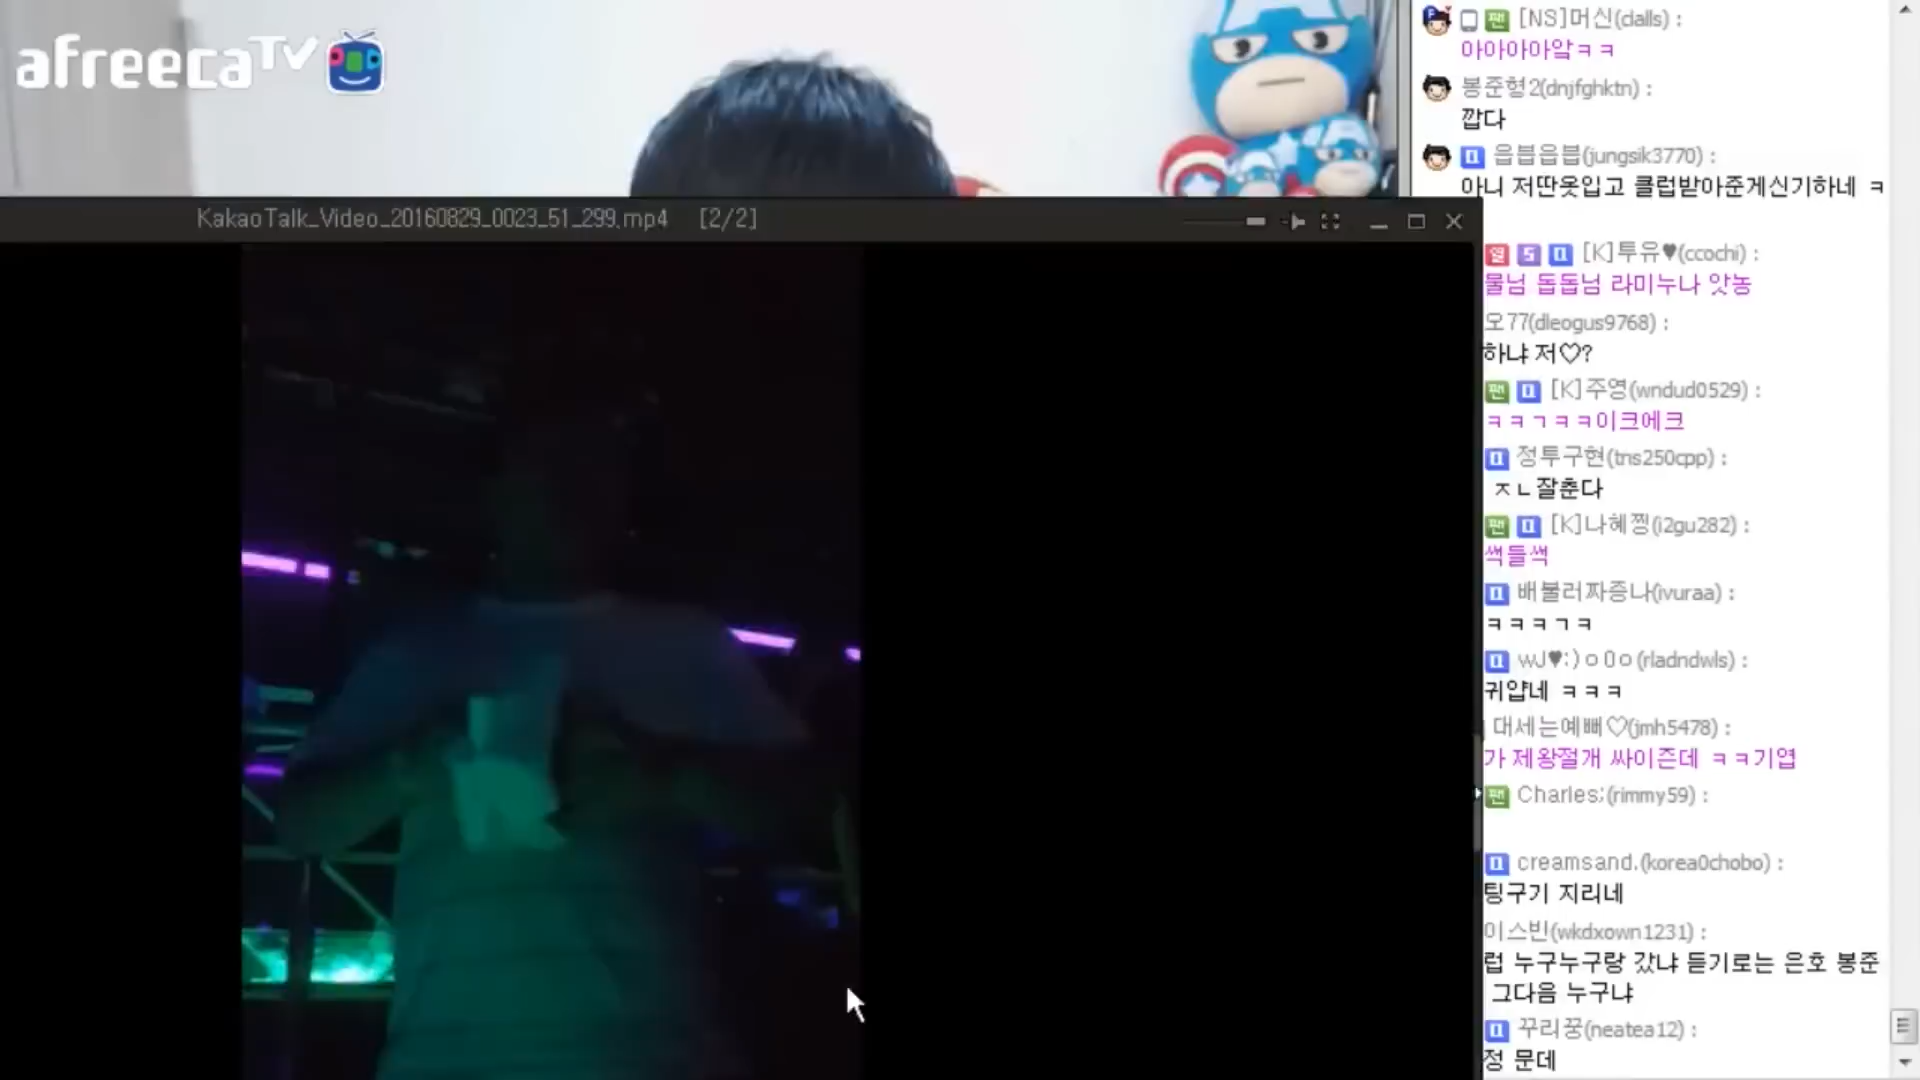 afreecaTV
KakaoTalk_Video_20160829_0023_51_299.mp4 [2/2]
[NS]머신(clalls) :
아아아아앜ㅋㅋ
봉준형2(dnjfghktn) :
깝다
읍븝읍븝(jungsik3770) :
아니 저딴옷입고 클럽받아준게신기하네 ㅋ
열 5 [K]투유♥(ccochi) :
물님 돕돕님 라미누나 앗농
오77(dleogus9768) :
하냐 저♡?
팬 [K]주영(wndud0529) :
ㅋㅋㄱㅋㅋ이크에크
정투구현(tns250cpp) :
ㅈㄴ잘춘다
팬 [K]나혜찡(i2gu282) :
썩들썩
배불러짜증나(ivuraa) :
ㅋㅋㅋㄱㅋ
wJ♥:)ㅇ0ㅇ(rladndwls) :
귀얍네 ㅋㅋㅋ
대세는예뻐♡(jmh5478) :
가 제왕절개 싸이즌데 ㅋㅋ기엽
팬 Charles;(rimmy59) :
creamsand.(korea0chobo) :
팅구기 지리네
이스빈(wkdxown1231) :
럽 누구누구랑 갔냐 듣기로는 은호 봉준
그다음 누구냐
꾸리꿍(neatea12) :
정 문데